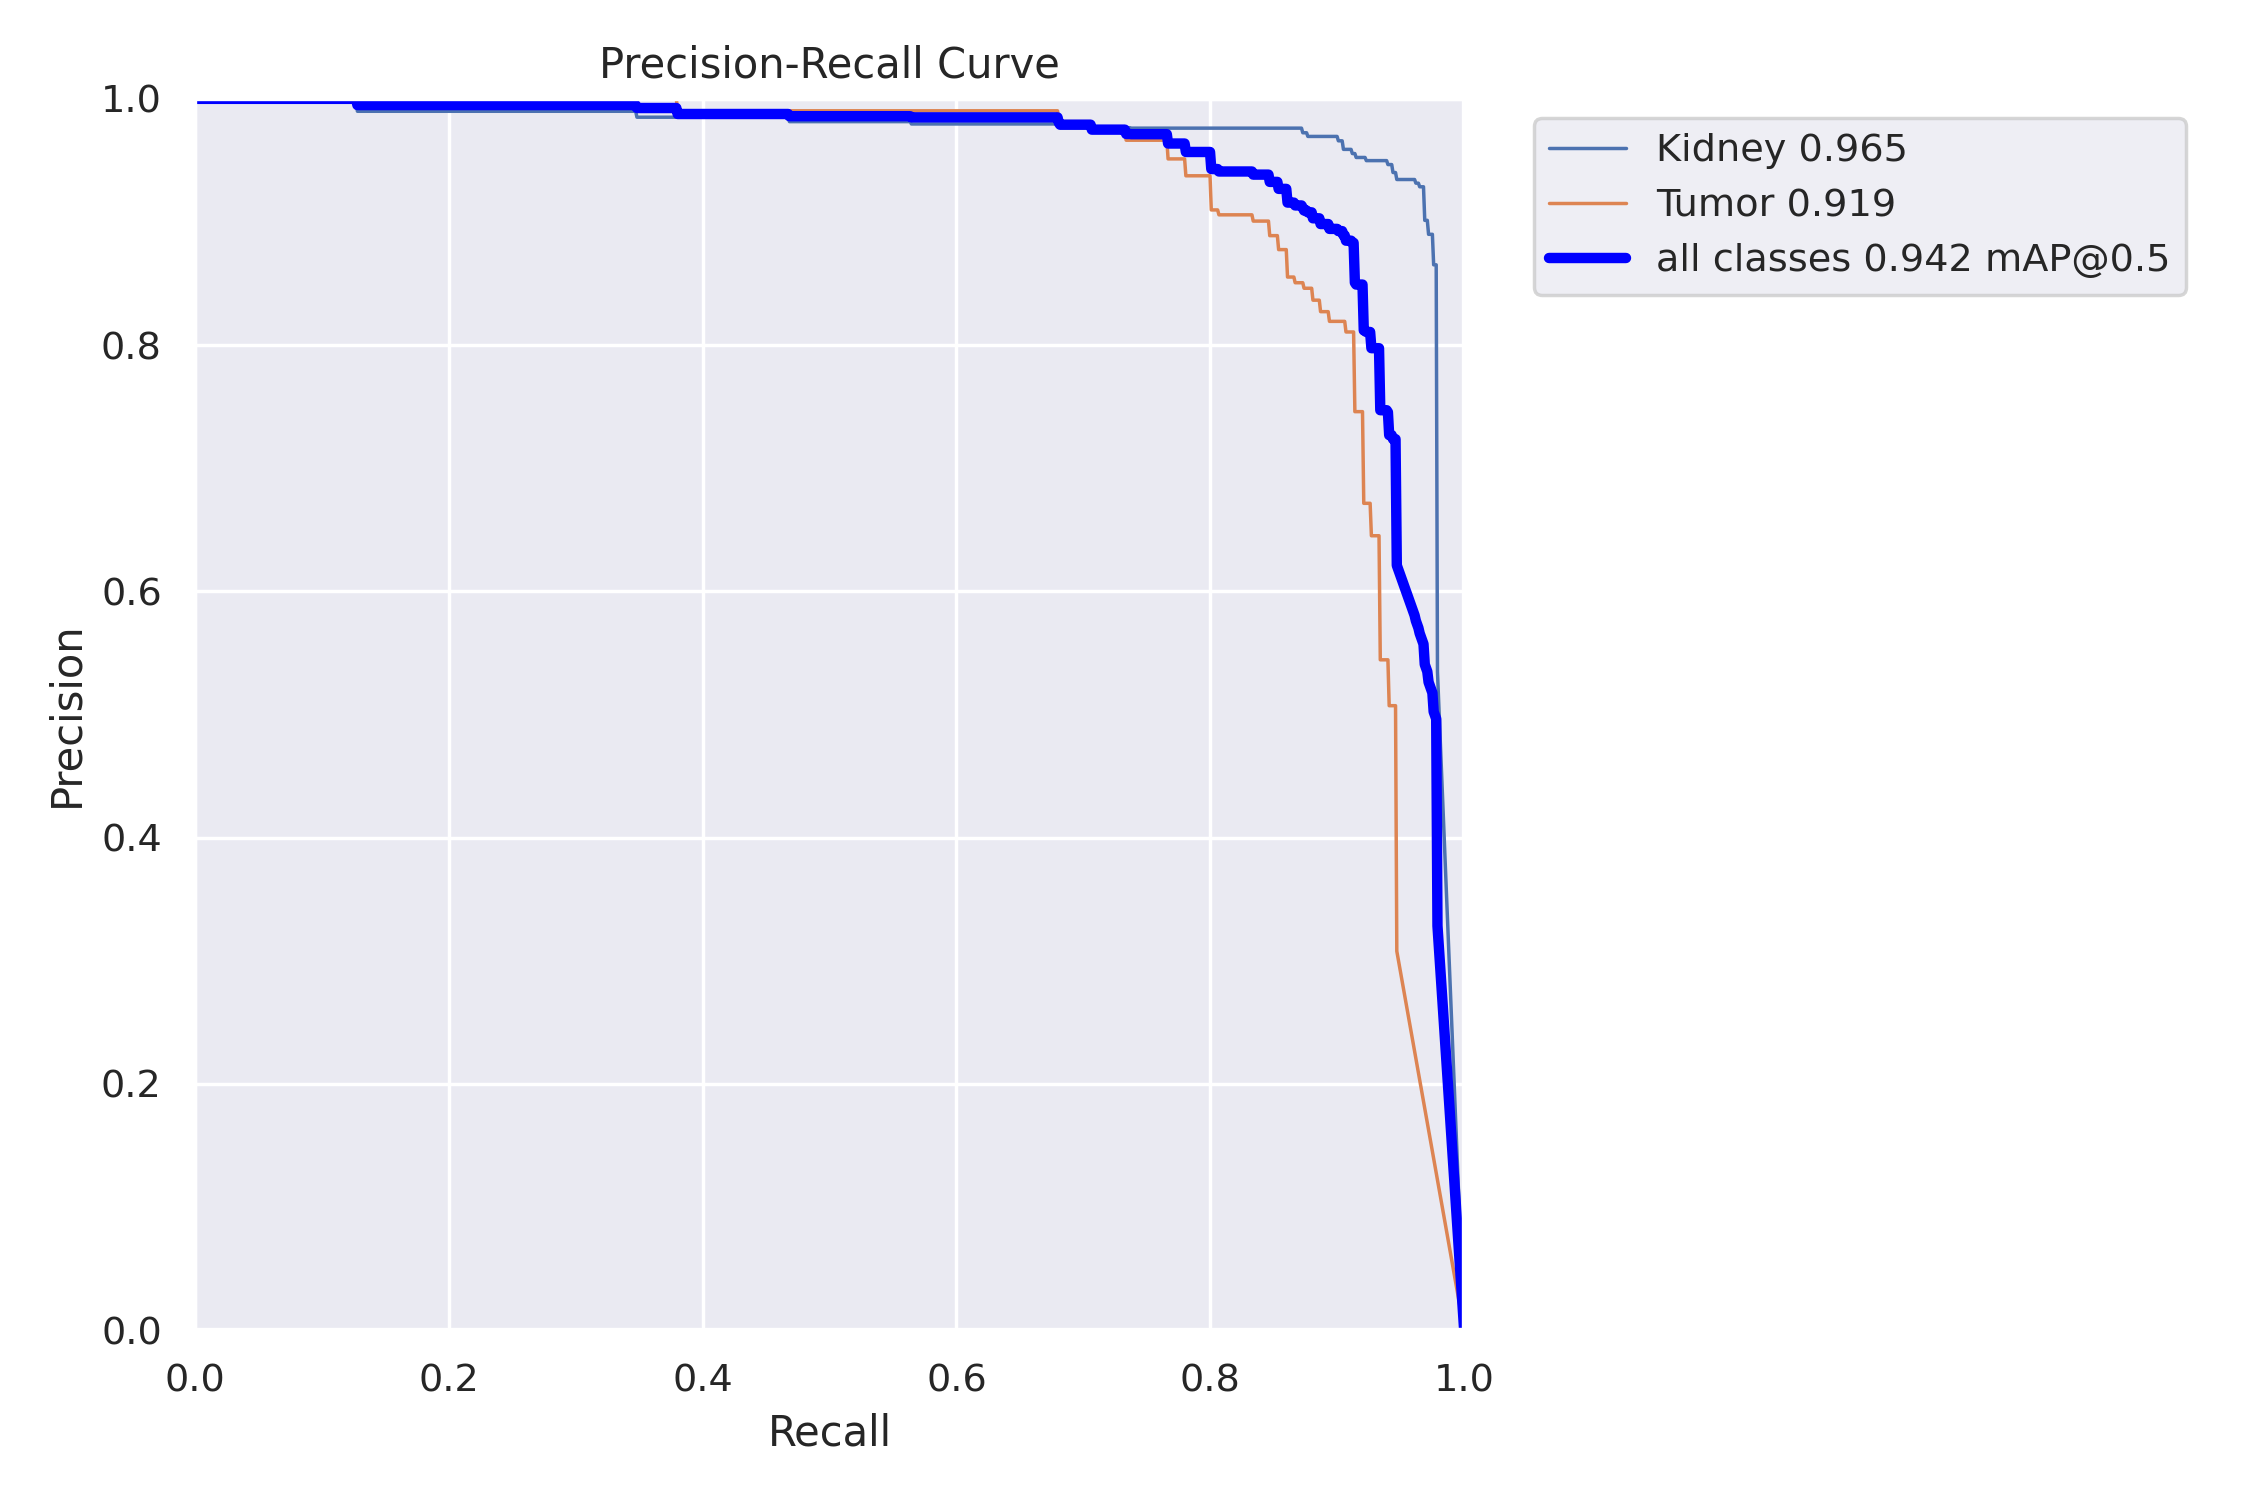 Precision-Recall Curve
1.0
0.8
0.6
0.4
0.2
0.0
Precision
0.0 0.2 0.4 0.6 0.8 1.0
Recall
Kidney 0.965
Tumor 0.919
all classes 0.942 mAP@0.5